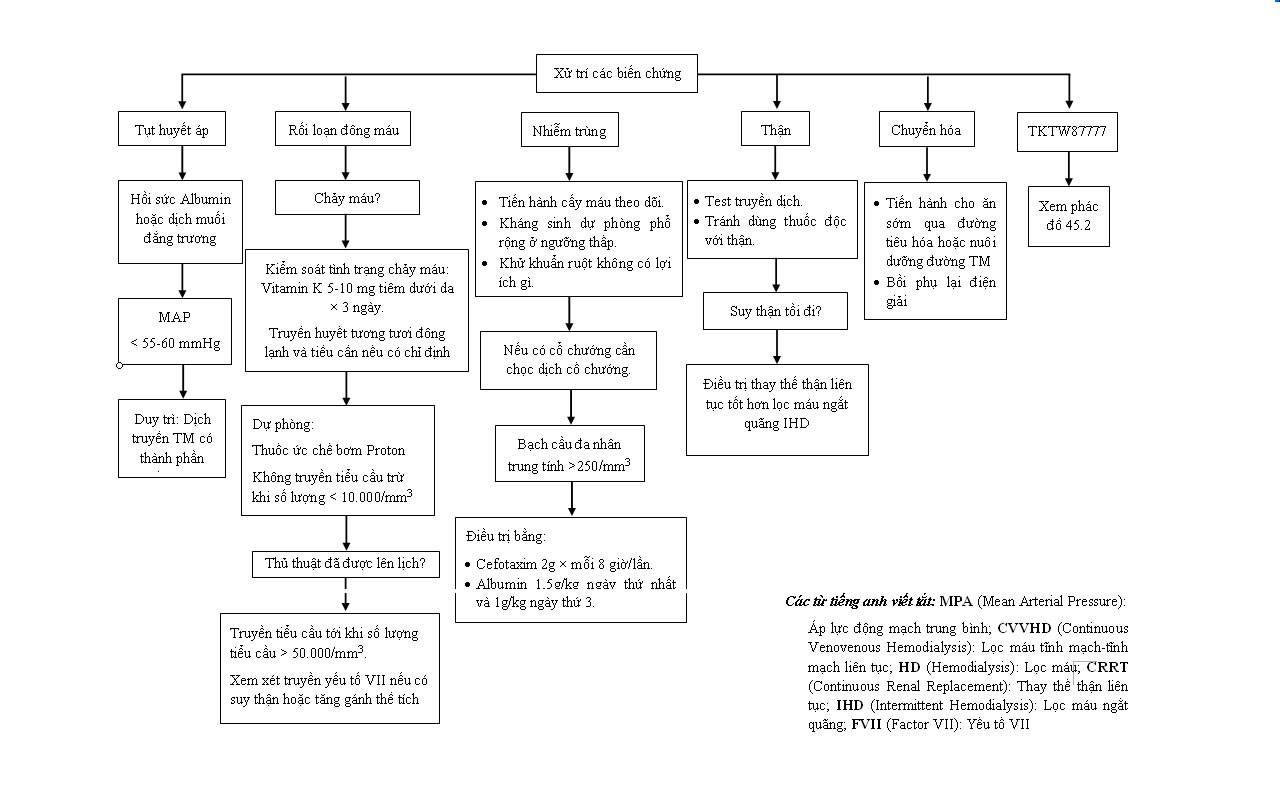 Xử trí các biến chứng
Tụt huyết áp
Hồi sức Albumin
hoặc dịch muối
đẳng trương
MAP
< 55-60 mmHg
Duy trì: Dịch
truyền TM có
thành phần
Rối loạn đông máu
Chảy máu?
Kiểm soát tình trạng chảy máu:
Vitamin K 5-10 mg tiêm dưới da
× 3 ngày.
Truyền huyết tương tươi đông
lạnh và tiểu cần nếu có chỉ định
Dự phòng:
Thuốc ức chế bơm Proton
Không truyền tiểu cầu trừ
khi số lượng < 10.000/mm³
Thủ thuật đã được lên lịch?
Truyền tiểu cầu tới khi số lượng
tiểu cầu > 50.000/mm³.
Xem xét truyền yếu tố VII nếu có
suy thận hoặc tăng gánh thể tích
Nhiễm trùng
• Tiến hành cấy máu theo dõi.
• Kháng sinh dự phòng phổ
rộng ở ngưỡng thấp.
• Khử khuẩn ruột không có lợi
ích gì.
Nếu có cổ chướng cần
chọc dịch cổ chướng.
Bạch cầu đa nhân
trung tính >250/mm³
Điều trị bằng:
• Cefotaxim 2g × mỗi 8 giờ/lần.
• Albumin 1,5g/kg ngày thứ nhất
và 1g/kg ngày thứ 3.
Thận
• Test truyền dịch.
• Tránh dùng thuốc độc
với thận.
Suy thận tồi đi?
Điều trị thay thế thận liên
tục tốt hơn lọc máu ngắt
quãng IHD
Chuyển hóa
• Tiến hành cho ăn
sớm qua đường
tiêu hóa hoặc nuôi
dưỡng đường TM
• Bồi phụ lại điện
giải
TKTW87777
Xem phác
đồ 45.2
Các từ tiếng anh viết tắt: MPA (Mean Arterial Pressure):
Áp lực động mạch trung bình; CVVHD (Continuous
Venovenous Hemodialysis): Lọc máu tĩnh mạch-tĩnh
mạch liên tục; HD (Hemodialysis): Lọc máu; CRRT
(Continuous Renal Replacement): Thay thế thận liên
tục; IHD (Intermittent Hemodialysis): Lọc máu ngắt
quãng; FVII (Factor VII): Yếu tố VII